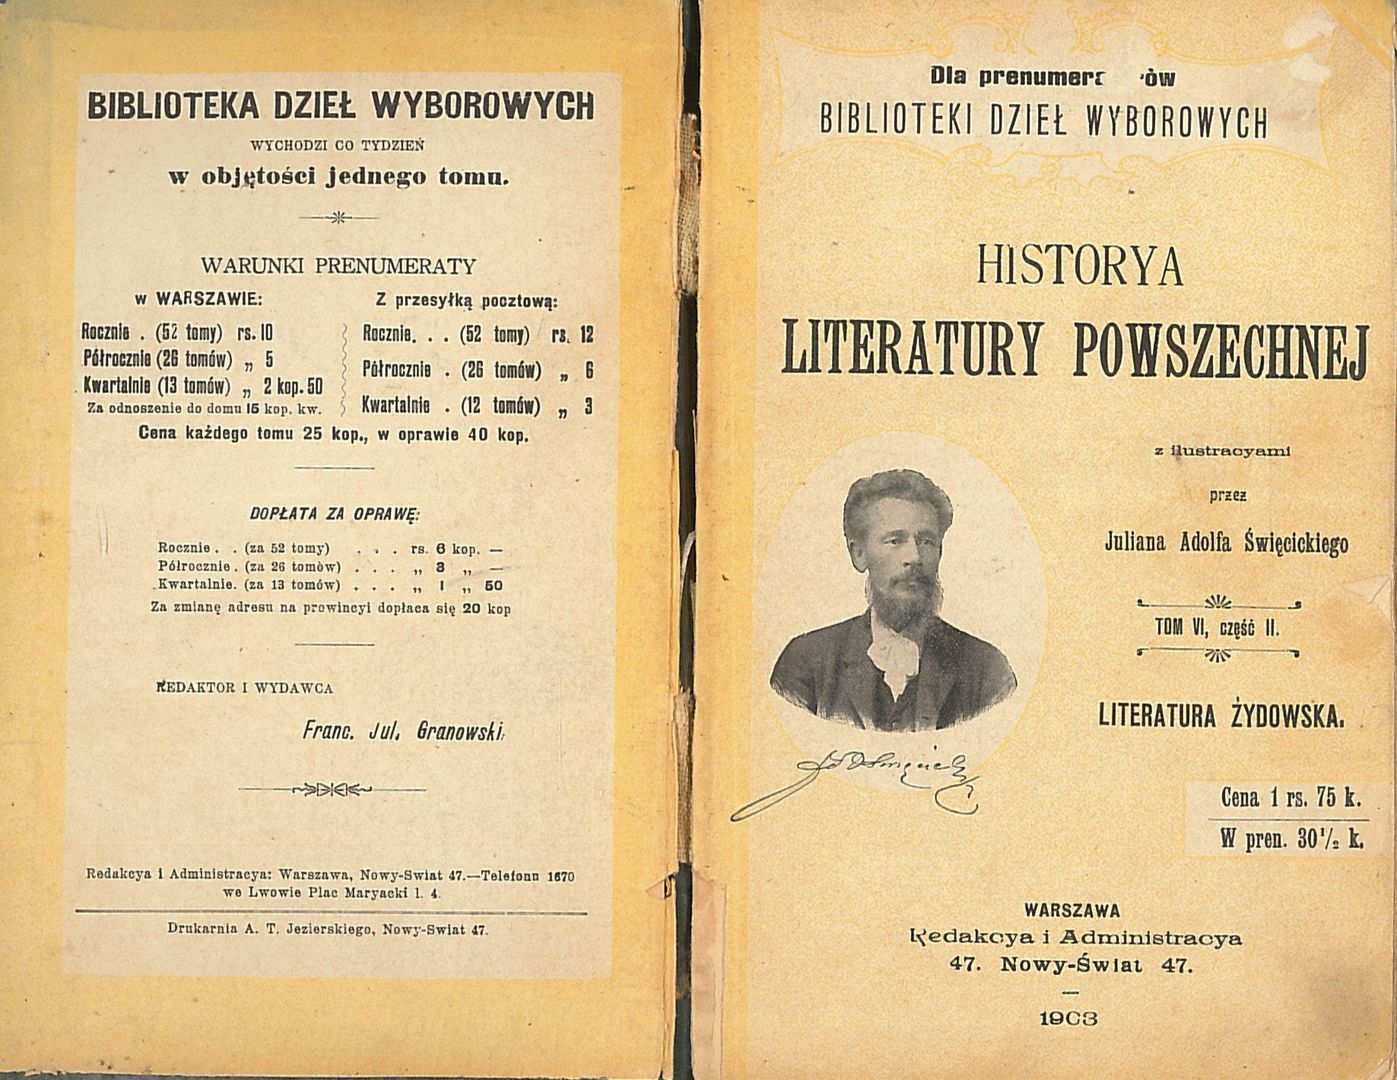 BIBLIOTEKA DZIEŁ WYBOROWYCH
WYCHODZI CO TYDZIEŃ
w objętości jednego tomu.
WARUNKI PRENUMERATY
w WARSZAWIE:
Rocznie . (52 tomy) rs. 10
Półrocznie (26 tomów) „ 5
Kwartalnie (13 tomów) „ 2 kop. 50
Za odnoszenie do domu 15 kop. kw.
Z przesyłką pocztową:
Rocznie. . . (52 tomy) rs. 12
Półrocznie . (26 tomów) „ 6
Kwartalnie . (12 tomów) „ 3
Cena każdego tomu 25 kop., w oprawie 40 kop.
DOPŁATA ZA OPRAWĘ:
Rocznie . . (za 52 tomy) . . . rs. 6 kop. —
Półrocznie . (za 26 tomów) . . . „ 3 „ —
Kwartalnie. (za 13 tomów) . . . „ 1 „ 50
Za zmianę adresu na prowincyi dopłaca się 20 kop
REDAKTOR I WYDAWCA
Franc. Jul. Granowski.
Redakcya i Administracya: Warszawa, Nowy-Swiat 47.—Telefonu 1670
we Lwowie Plac Maryacki l. 4.
Drukarnia A. T. Jezierskiego, Nowy-Swiat 47.
Dla prenumer ów
BIBLIOTEKI DZIEŁ WYBOROWYCH
HISTORYA
LITERATURY POWSZECHNEJ
z ilustracyami
przez
Juliana Adolfa Święcickiego
TOM VI, część II.
LITERATURA ŻYDOWSKA.
Cena 1 rs. 75 k.
W pren. 30½ k.
WARSZAWA
Redakcya i Administracya
47. Nowy-Świat 47.
—
1903